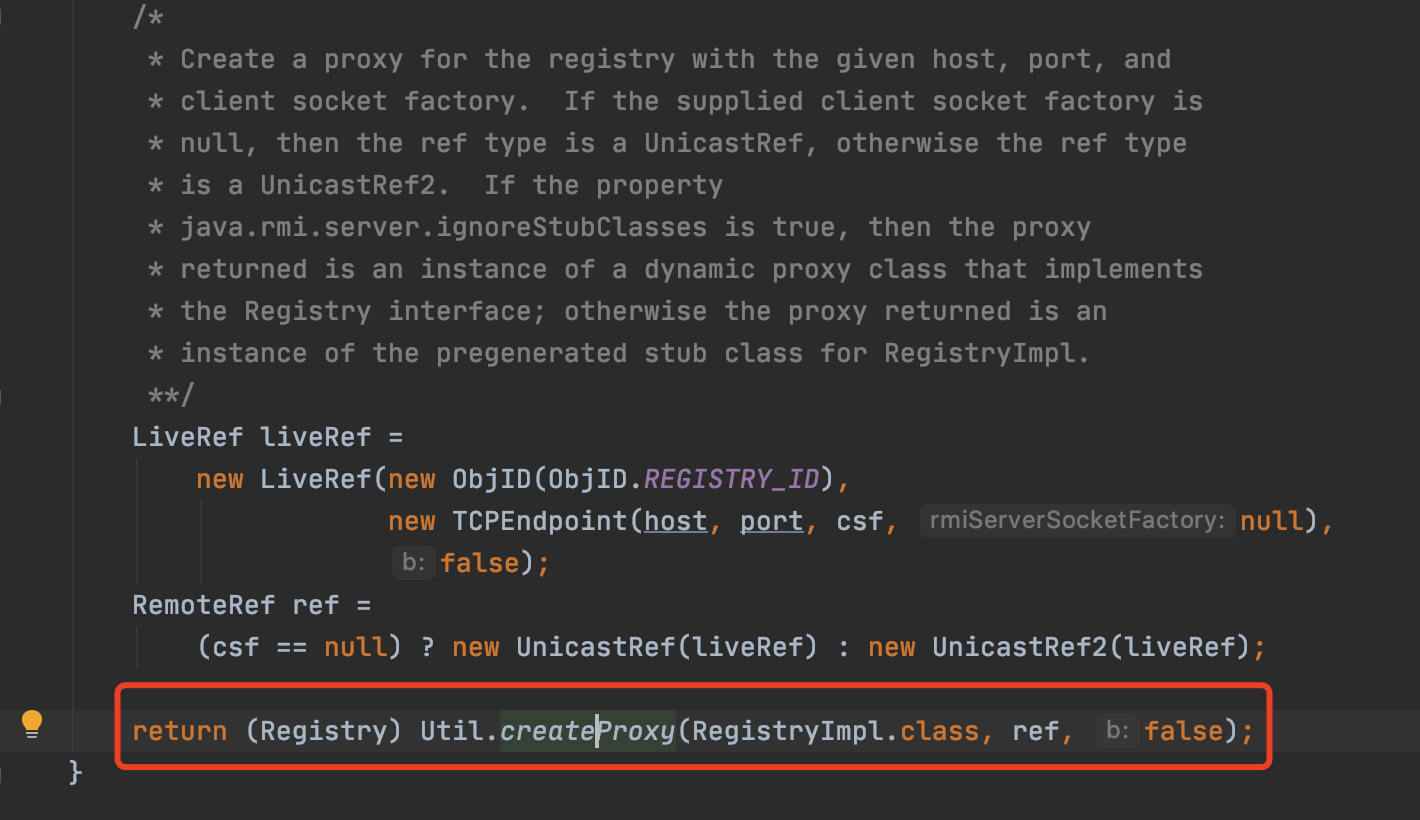 /*
* Create a proxy for the registry with the given host, port, and
* client socket factory.  If the supplied client socket factory is
* null, then the ref type is a UnicastRef, otherwise the ref type
* is a UnicastRef2.  If the property
* java.rmi.server.ignoreStubClasses is true, then the proxy
* returned is an instance of a dynamic proxy class that implements
* the Registry interface; otherwise the proxy returned is an
* instance of the pregenerated stub class for RegistryImpl.
**/
LiveRef liveRef =
new LiveRef(new ObjID(ObjID.REGISTRY_ID),
new TCPEndpoint(host, port, csf, rmiServerSocketFactory: null),
b: false);
RemoteRef ref =
(csf == null) ? new UnicastRef(liveRef) : new UnicastRef2(liveRef);
return (Registry) Util.createProxy(RegistryImpl.class, ref, b: false);
}